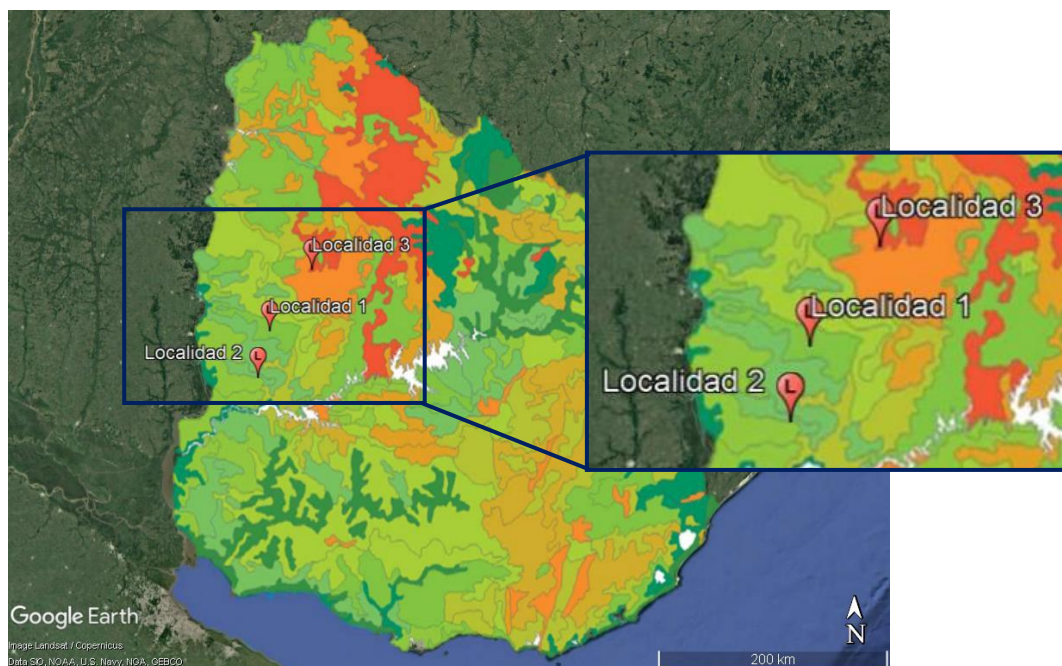 Localidad 3
Localidad 1
Localidad 2
Localidad 3
Localidad 1
Localidad 2
L
Google Earth
Image Landsat / Copernicus
Data SIO, NOAA, U.S. Navy, NGA, GEBCO
N
200 km